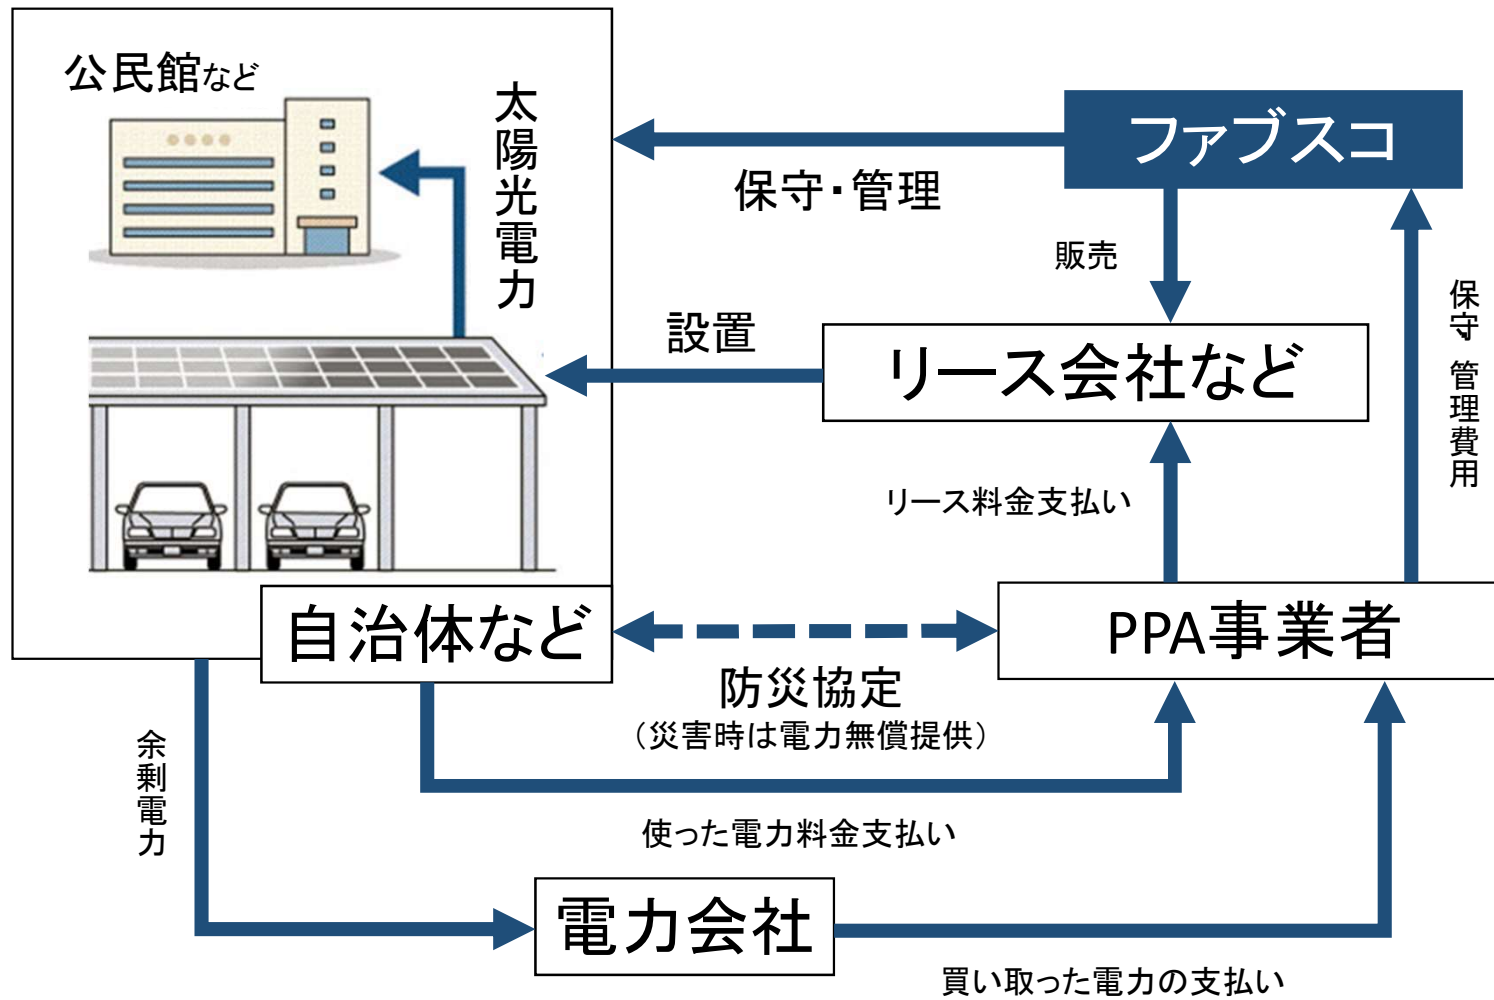 公民館など
太陽光電力
ファブスコ
保守・管理
販売
保守、管理費用
設置
リース会社など
リース料金支払い
自治体など
PPA事業者
防災協定
（災害時は電力無償提供）
余剰電力
使った電力料金支払い
電力会社
買い取った電力の支払い